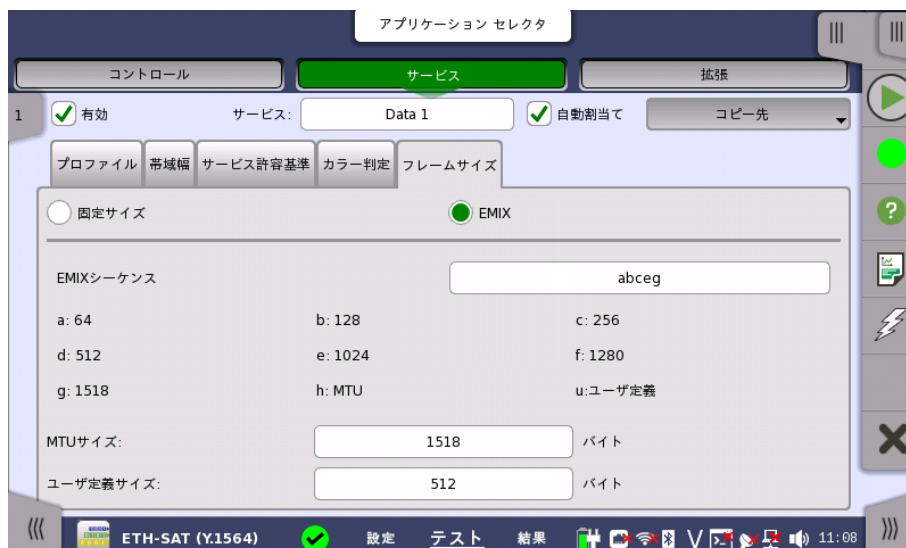 アプリケーション セレクタ
コントロール サービス 拡張
1 有効 サービス: Data 1 自動割当て コピー先
プロファイル 帯域幅 サービス許容基準 カラー判定 フレームサイズ
固定サイズ EMIX
EMIXシーケンス abceg
a: 64 b: 128 c: 256
d: 512 e: 1024 f: 1280
g: 1518 h: MTU u:ユーザ定義
MTUサイズ: 1518 バイト
ユーザ定義サイズ: 512 バイト
ETH-SAT (Y.1564) 設定 テスト 結果 11:08